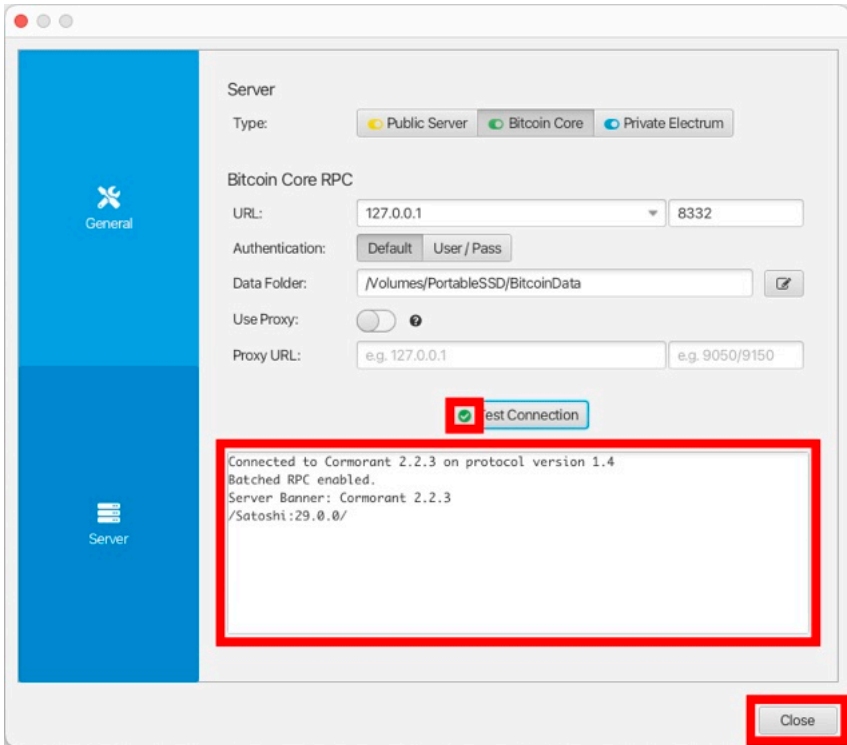 Server
Type: Public Server Bitcoin Core Private Electrum
Bitcoin Core RPC
URL: 127.0.0.1 8332
General
Authentication: Default User / Pass
Data Folder: /Volumes/PortableSSD/BitcoinData
Use Proxy:
Proxy URL: e.g. 127.0.0.1 e.g. 9050/9150
est Connection
Connected to Cormorant 2.2.3 on protocol version 1.4
Batched RPC enabled.
Server Banner: Cormorant 2.2.3
/Satoshi:29.0.0/
Server
Close